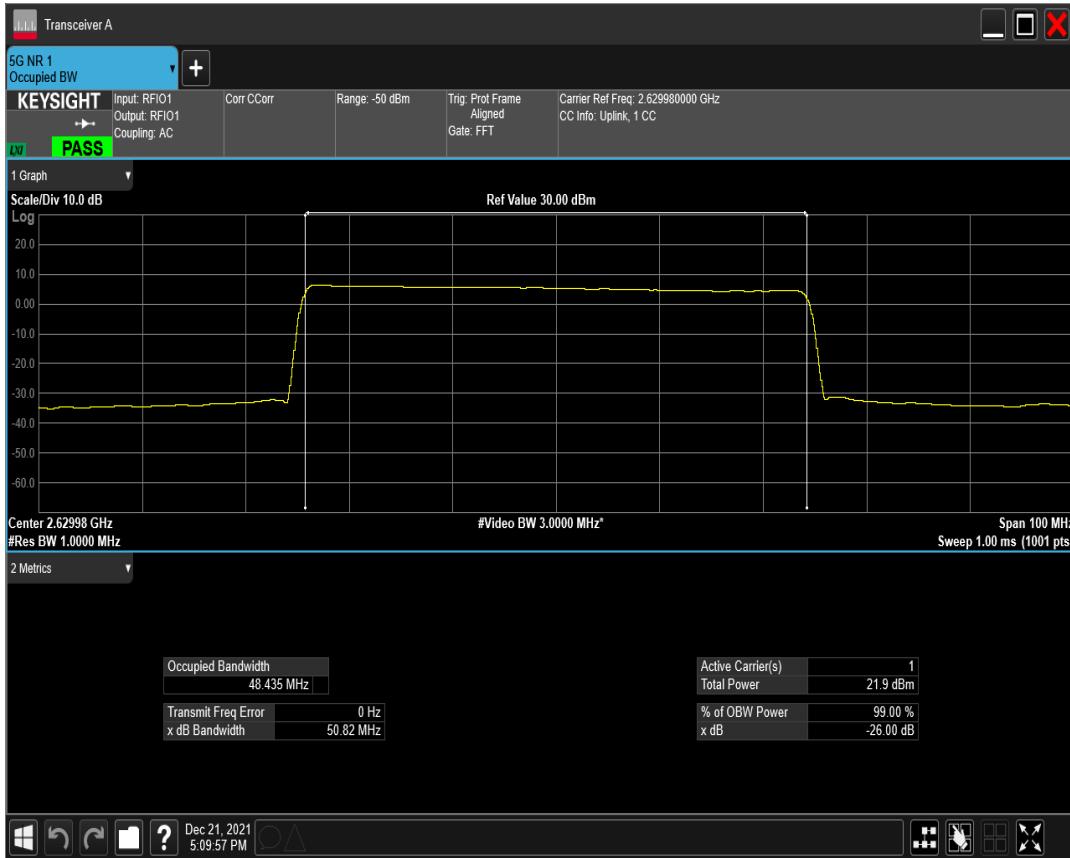 Transceiver A
5G NR 1
Occupied BW
+
KEYSIGHT
Input: RFIO1
Output: RFIO1
Coupling: AC
LXI
PASS
Corr CCorr
Range: -50 dBm
Trig: Prot Frame
Aligned
Gate: FFT
Carrier Ref Freq: 2.629980000 GHz
CC Info: Uplink, 1 CC
1 Graph
Scale/Div 10.0 dB
Ref Value 30.00 dBm
Log
20.0
10.0
0.00
-10.0
-20.0
-30.0
-40.0
-50.0
-60.0
Center 2.62998 GHz
#Video BW 3.0000 MHz*
Span 100 MHz
#Res BW 1.0000 MHz
Sweep 1.00 ms (1001 pts
2 Metrics
Occupied Bandwidth
48.435 MHz
Transmit Freq Error 0 Hz
x dB Bandwidth 50.82 MHz
Active Carrier(s) 1
Total Power 21.9 dBm
% of OBW Power 99.00 %
x dB -26.00 dB
?
Dec 21, 2021
5:09:57 PM